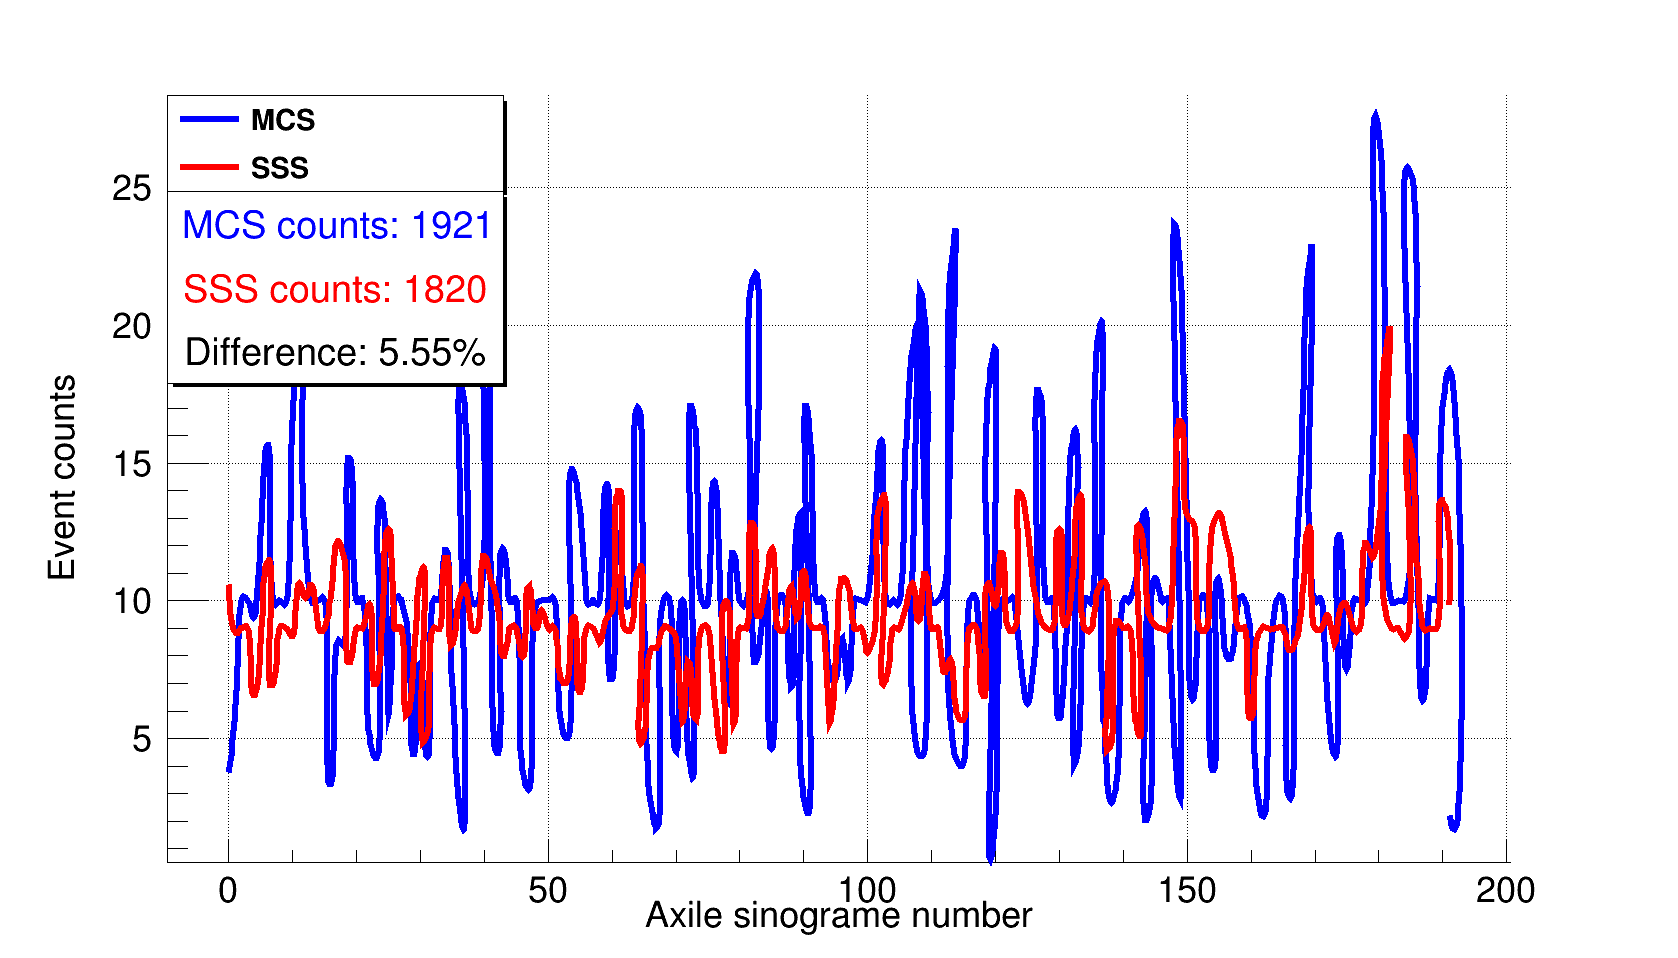 MCS
SSS
MCS counts: 1921
SSS counts: 1820
Difference: 5.55%
25
20
15
10
5
Event counts
0 50 100 150 200
Axile sinograme number